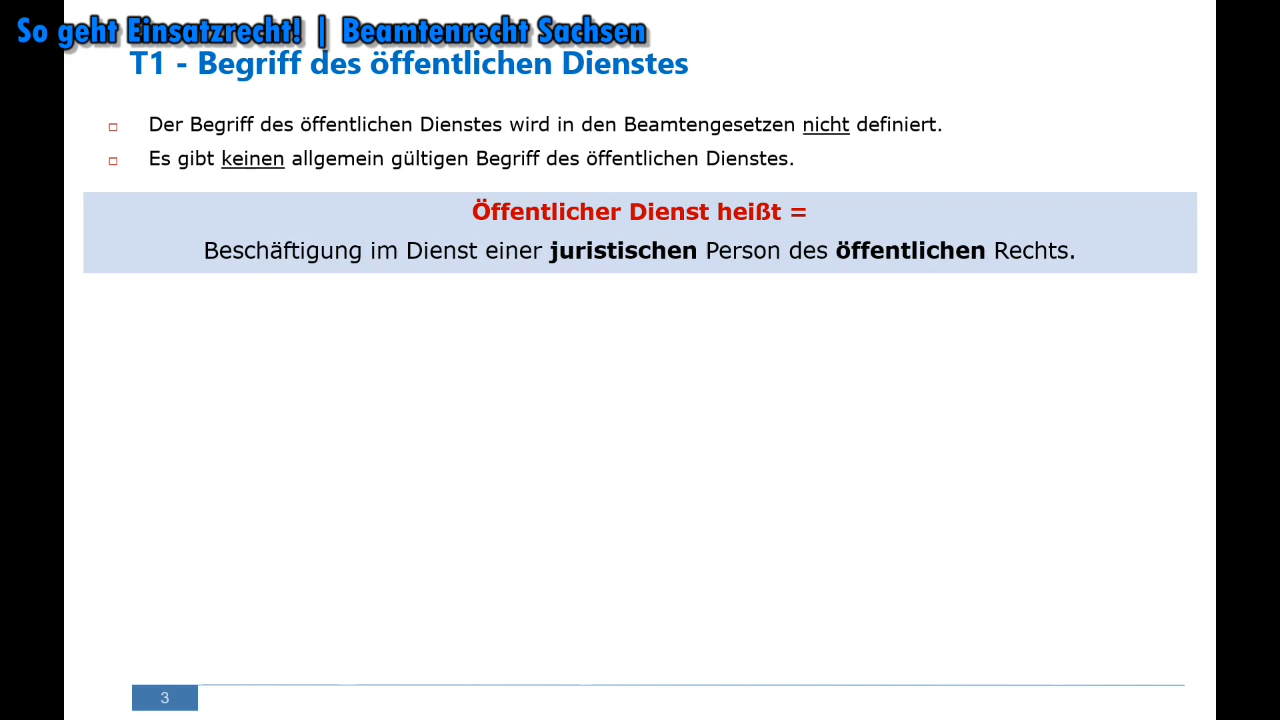 So geht Einsatzrecht! | Beamtenrecht Sachsen
T1 - Begriff des öffentlichen Dienstes
Der Begriff des öffentlichen Dienstes wird in den Beamtengesetzen nicht definiert.
Es gibt keinen allgemein gültigen Begriff des öffentlichen Dienstes.
Öffentlicher Dienst heißt =
Beschäftigung im Dienst einer juristischen Person des öffentlichen Rechts.
3